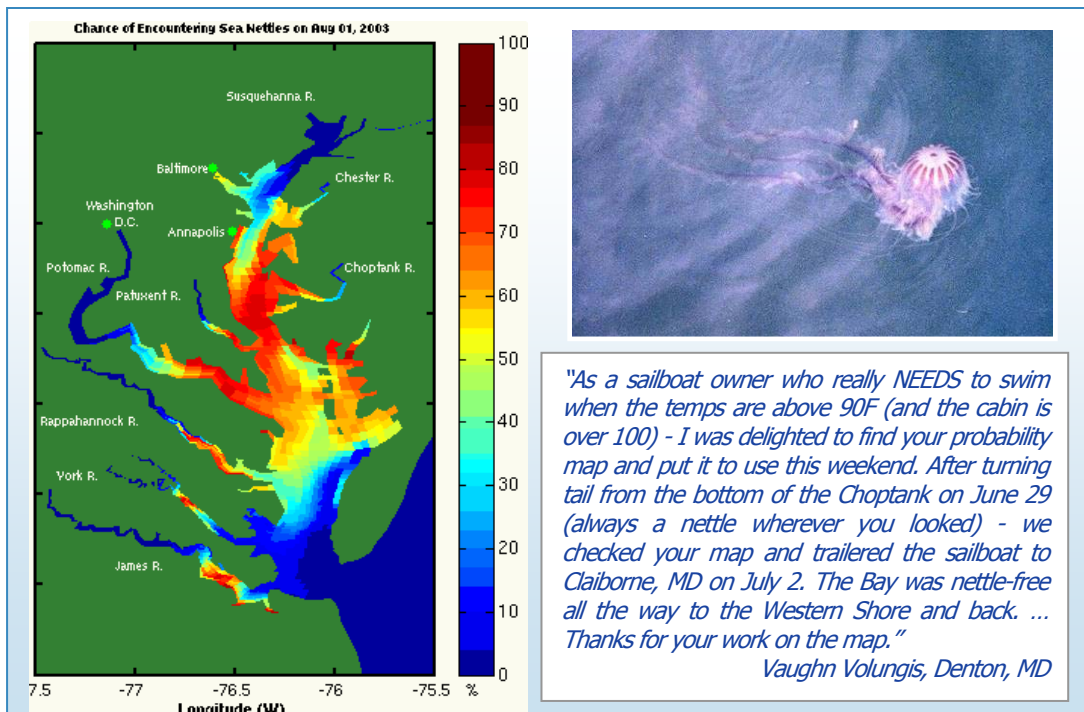 Chance of Encountering Sea Nettles on Aug 01, 2003
Susquehanna R.
Baltimore
Chester R.
Washington
D.C.
Annapolis
Potomac R.
Choptank R.
Patuxent R.
Rappahannock R.
York R.
James R.
100
90
80
70
60
50
40
30
20
10
0
%
7.5
-77
-76.5
-76
-75.5
Longitude (W)
“As a sailboat owner who really NEEDS to swim
when the temps are above 90F (and the cabin is
over 100) - I was delighted to find your probability
map and put it to use this weekend. After turning
tail from the bottom of the Choptank on June 29
(always a nettle wherever you looked) - we
checked your map and trailered the sailboat to
Claiborne, MD on July 2. The Bay was nettle-free
all the way to the Western Shore and back. ...
Thanks for your work on the map.”
Vaughn Volungis, Denton, MD